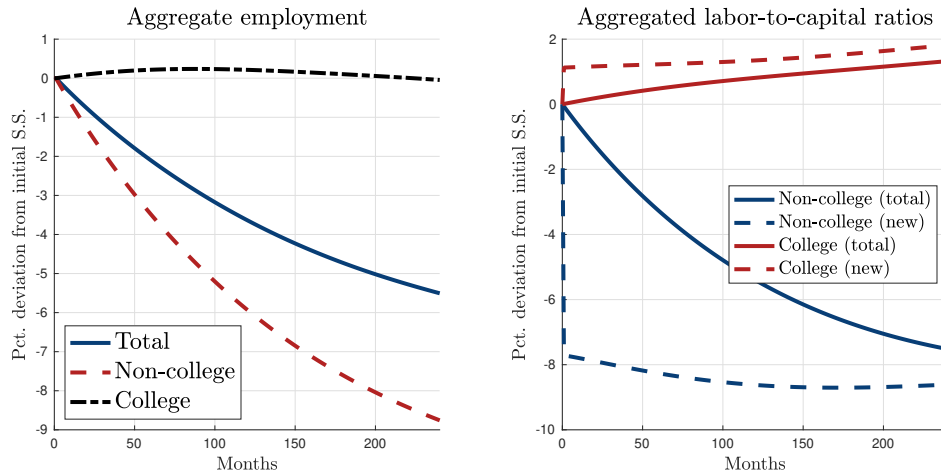 Aggregate employment
Pct. deviation from initial S.S.
1
0
-1
-2
-3
-4
-5
-6
-7
-8
-9
Total
Non-college
College
0
50
100
150
200
Months
Aggregated labor-to-capital ratios
Pct. deviation from initial S.S.
2
0
-2
-4
-6
-8
-10
Non-college (total)
Non-college (new)
College (total)
College (new)
0
50
100
150
200
Months